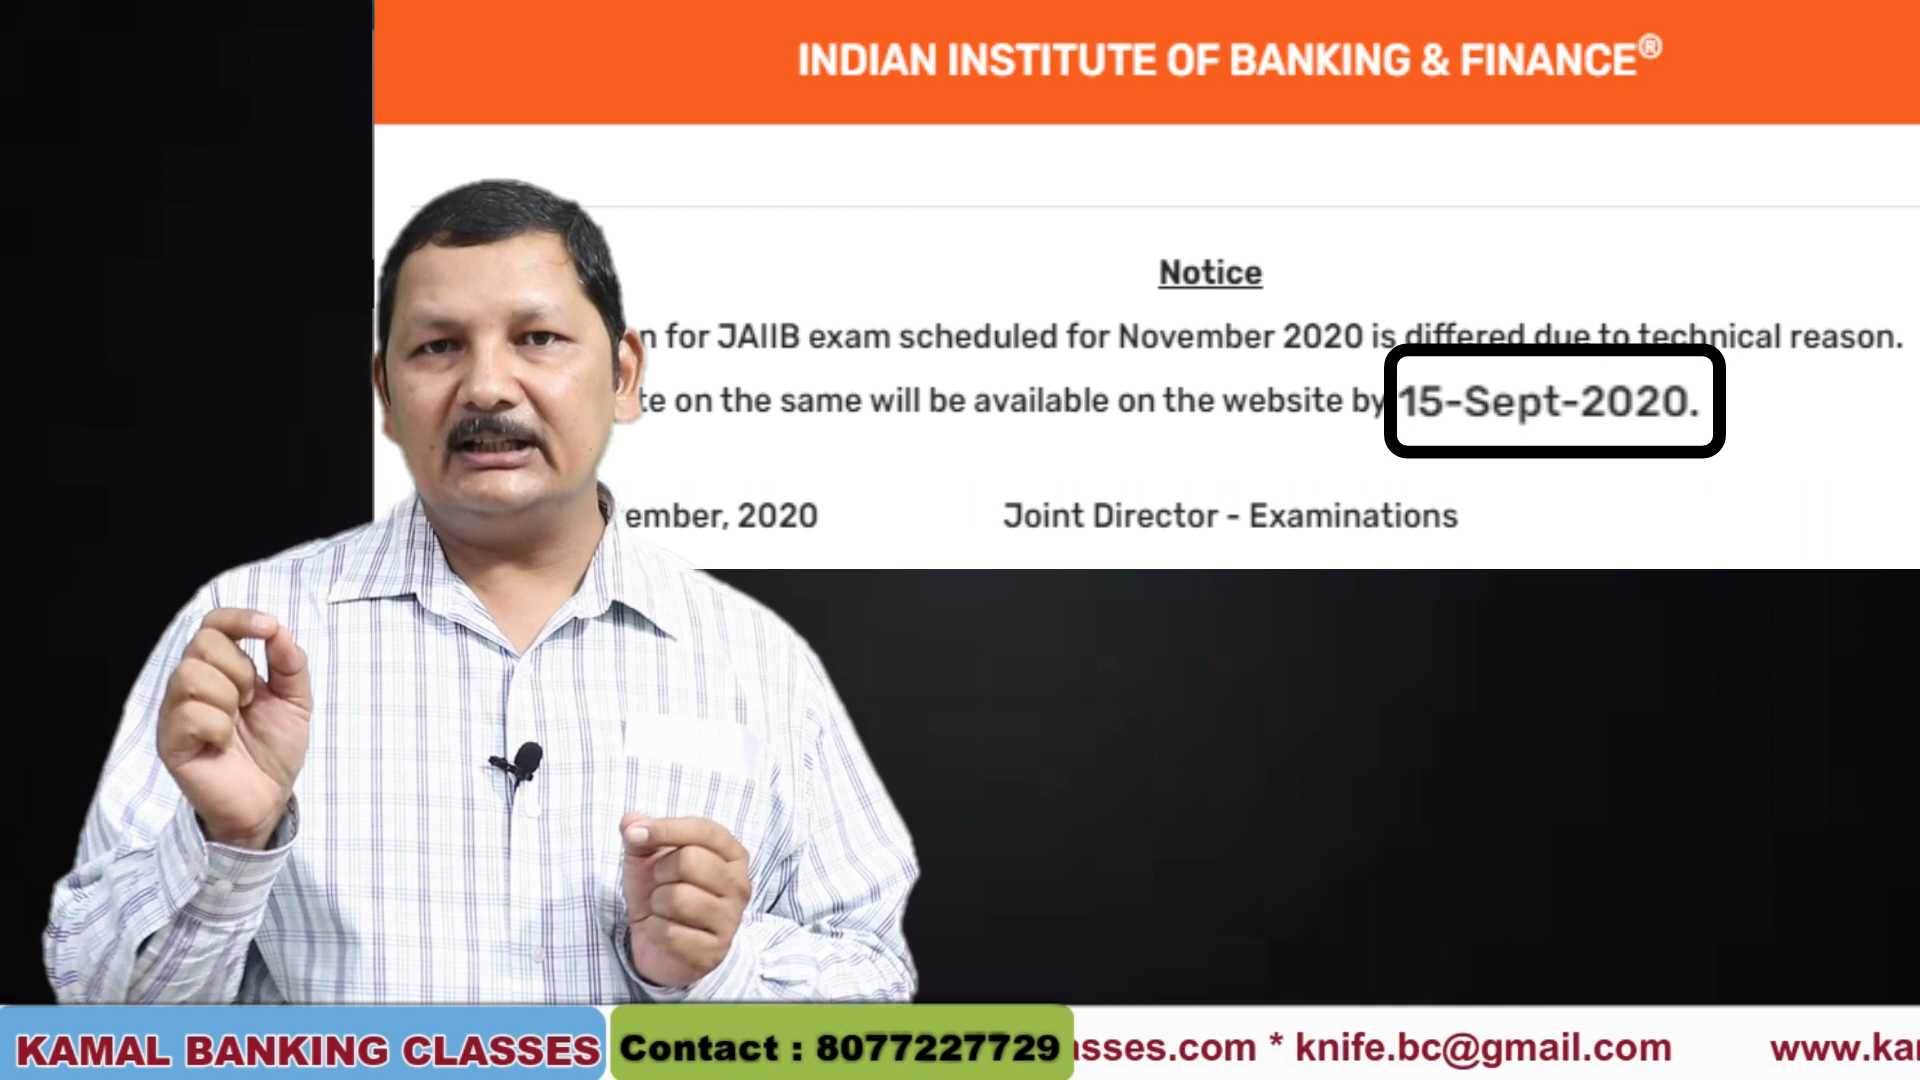 INDIAN INSTITUTE OF BANKING & FINANCE®
Notice
n for JAIIB exam scheduled for November 2020 is differed due to technical reason.
te on the same will be available on the website by 15-Sept-2020.
ember, 2020 Joint Director - Examinations
KAMAL BANKING CLASSES Contact : 8077227729 asses.com * knife.bc@gmail.com www.kar